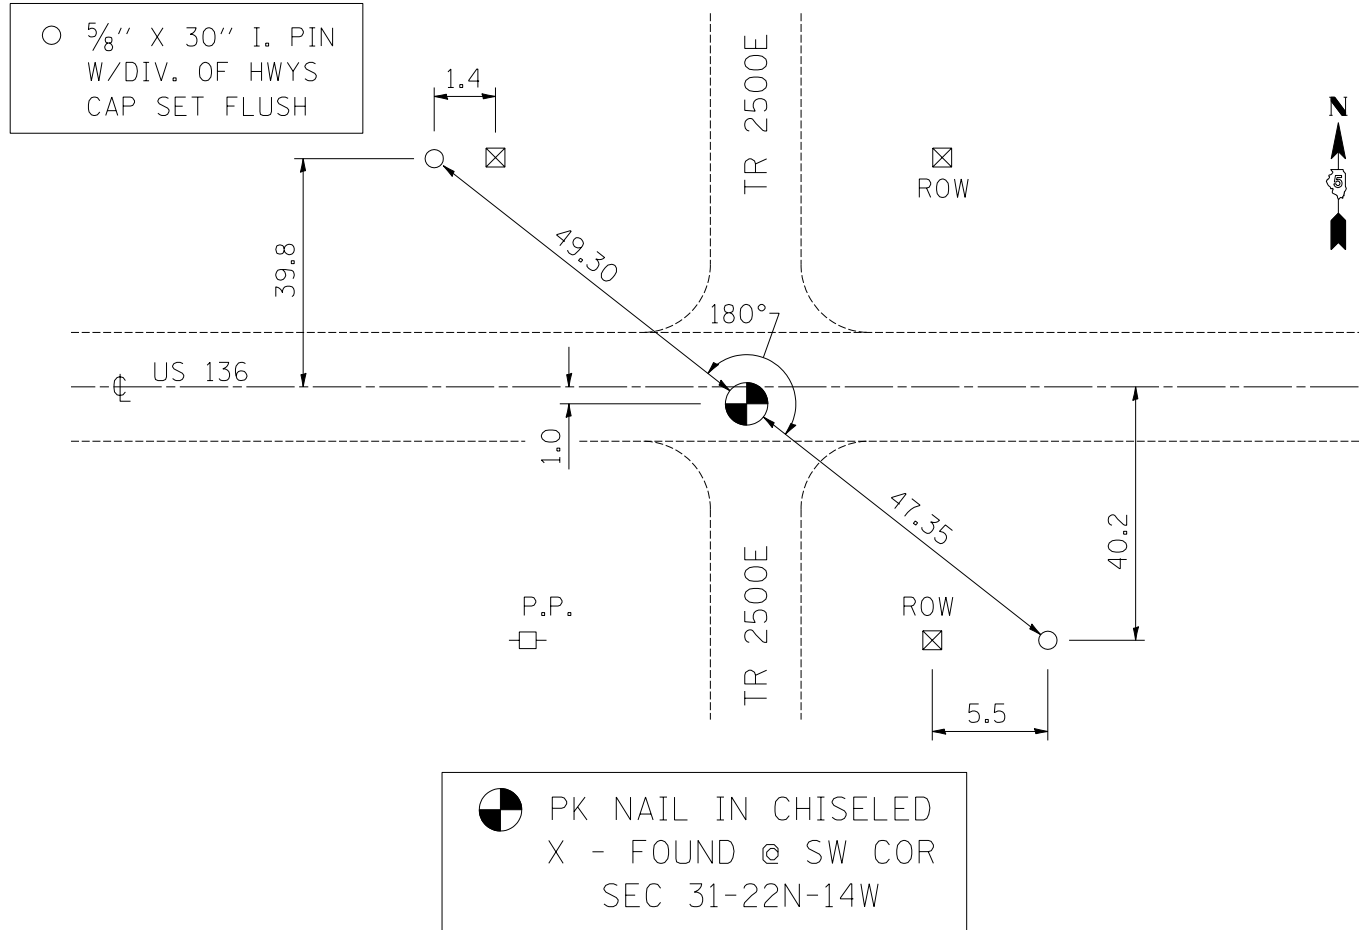 ○ 5/8" X 30" I. PIN
W/DIV. OF HWYS
CAP SET FLUSH
1.4
TR 2500E
N
5
ROW
39.8
49.30
180°
℄ US 136
1.0
47.35
40.2
TR 2500E
P.P.
ROW
5.5
PK NAIL IN CHISELED
X - FOUND @ SW COR
SEC 31-22N-14W